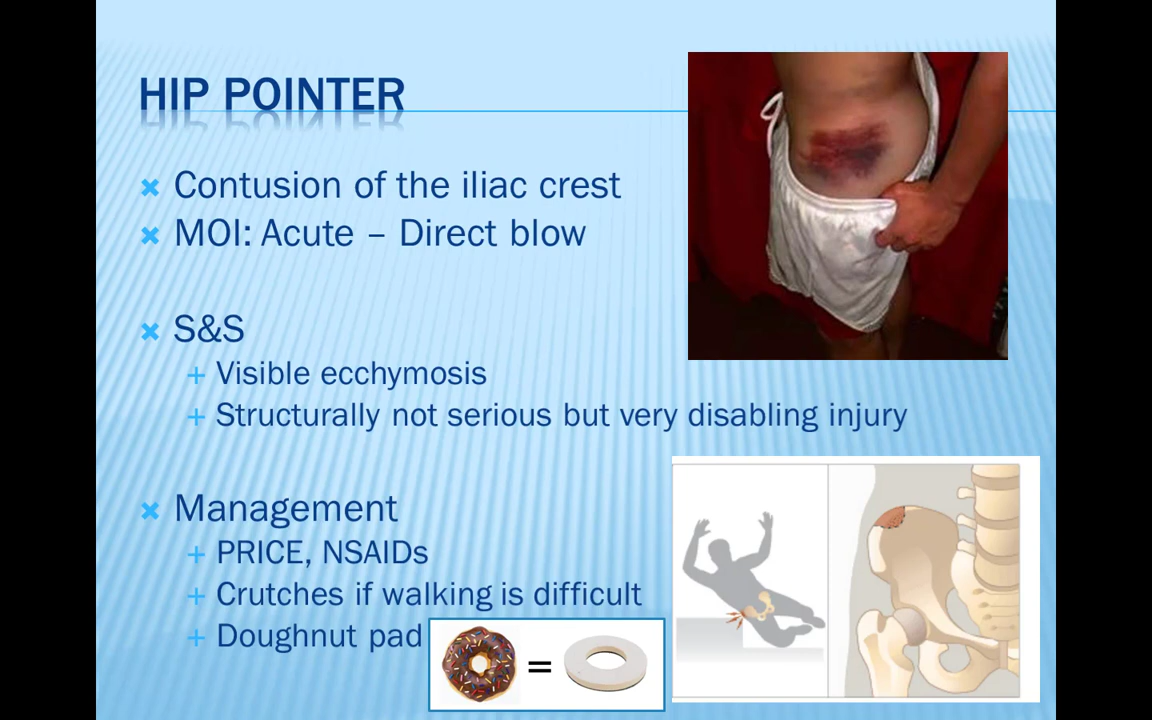 HIP POINTER
Contusion of the iliac crest
MOI: Acute – Direct blow
S&S
Visible ecchymosis
Structurally not serious but very disabling injury
Management
PRICE, NSAIDs
Crutches if walking is difficult
Doughnut pad
=